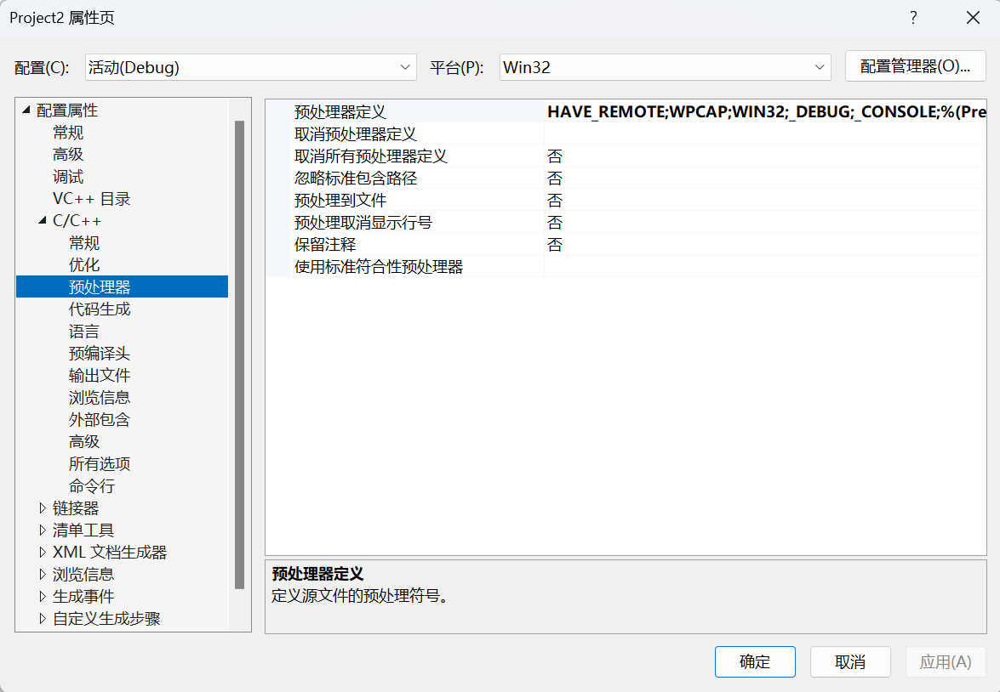 Project2 属性页
?
配置(C):
活动(Debug)
平台(P):
Win32
配置管理器(O)...
配置属性
常规
高级
调试
VC++ 目录
C/C++
常规
优化
预处理器
代码生成
语言
预编译头
输出文件
浏览信息
外部包含
高级
所有选项
命令行
链接器
清单工具
XML 文档生成器
浏览信息
生成事件
自定义生成步骤
预处理器定义 HAVE_REMOTE;WPCAP;WIN32;_DEBUG;_CONSOLE;%(Pre
取消预处理器定义
取消所有预处理器定义 否
忽略标准包含路径 否
预处理到文件 否
预处理取消显示行号 否
保留注释 否
使用标准符合性预处理器
预处理器定义
定义源文件的预处理符号。
确定
取消
应用(A)